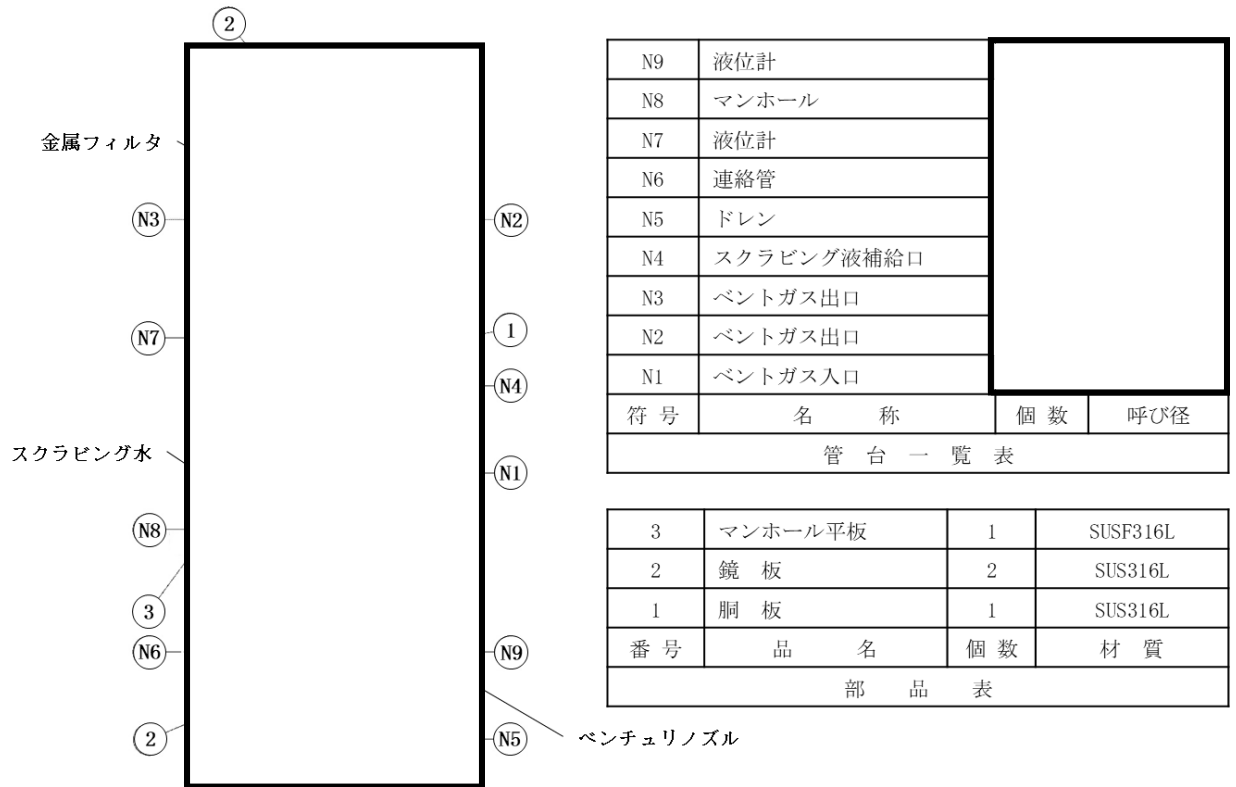 2
金属フィルタ
N3
N2
N7
1
N4
スクラビング水
N1
N8
3
N6
N9
2
N5
ベンチュリノズル
N9 液位計
N8 マンホール
N7 液位計
N6 連絡管
N5 ドレン
N4 スクラビング液補給口
N3 ベントガス出口
N2 ベントガス出口
N1 ベントガス入口
符号 名称 個数 呼び径
管台一覧表
3 マンホール平板 1 SUSF316L
2 鏡板 2 SUS316L
1 胴板 1 SUS316L
番号 品名 個数 材質
部品表